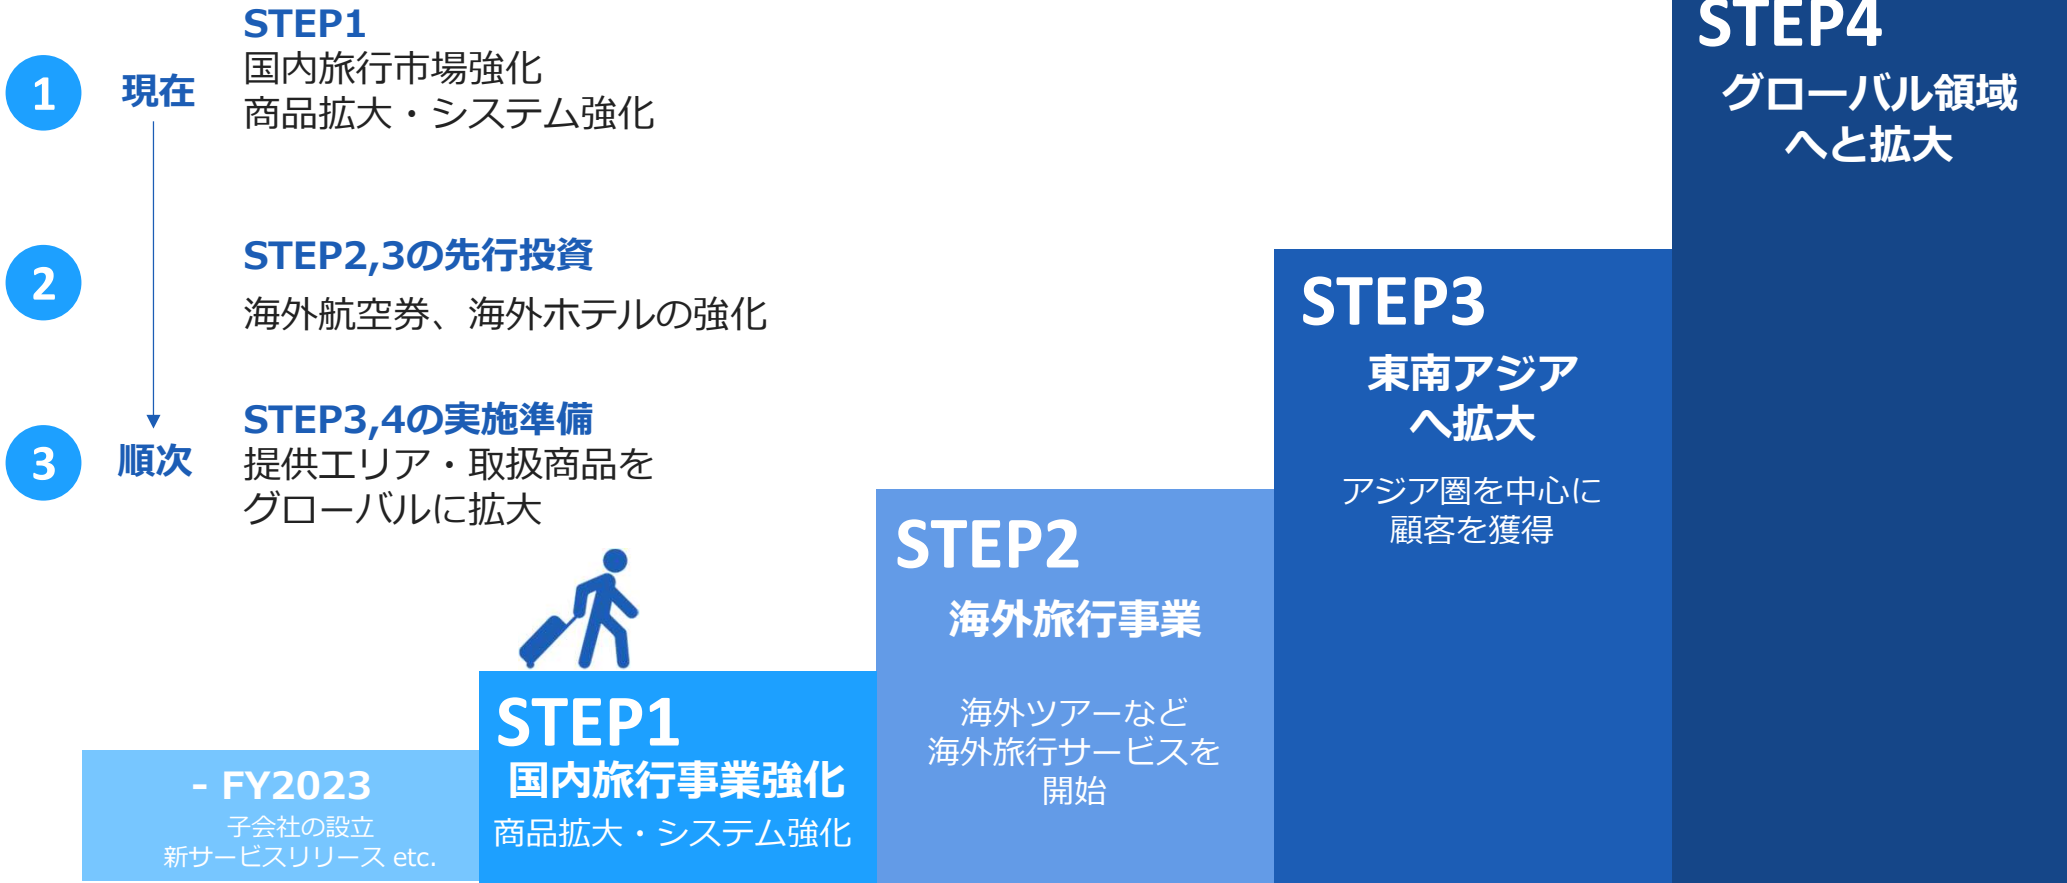 1
現在
STEP1
国内旅行市場強化
商品拡大・システム強化
2
STEP2,3の先行投資
海外航空券、海外ホテルの強化
3
順次
STEP3,4の実施準備
提供エリア・取扱商品を
グローバルに拡大
- FY2023
子会社の設立
新サービスリリース etc.
STEP1
国内旅行事業強化
商品拡大・システム強化
STEP2
海外旅行事業
海外ツアーなど
海外旅行サービスを
開始
STEP3
東南アジア
へ拡大
アジア圏を中心に
顧客を獲得
STEP4
グローバル領域
へと拡大